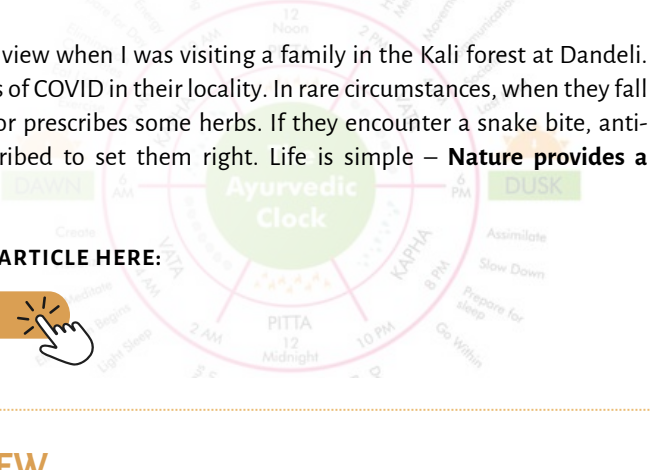 12
Noon
2 PM
view when I was visiting a family in the Kali forest at Dandeli.
s of COVID in their locality. In rare circumstances, when they fall
or prescribes some herbs. If they encounter a snake bite, anti-
ribed to set them right. Life is simple – Nature provides a
DAWN
6
AM
Ayurvedic
Clock
6
PM
DUSK
Create
Assimilate
ARTICLE HERE:
VATA
KAPHA
Slow Down
4 AM
8 PM
Meditate
Prepare for
sleep
Begins
Light Sleep
2 AM
PITTA
12
Midnight
10 PM
Go Within
EW